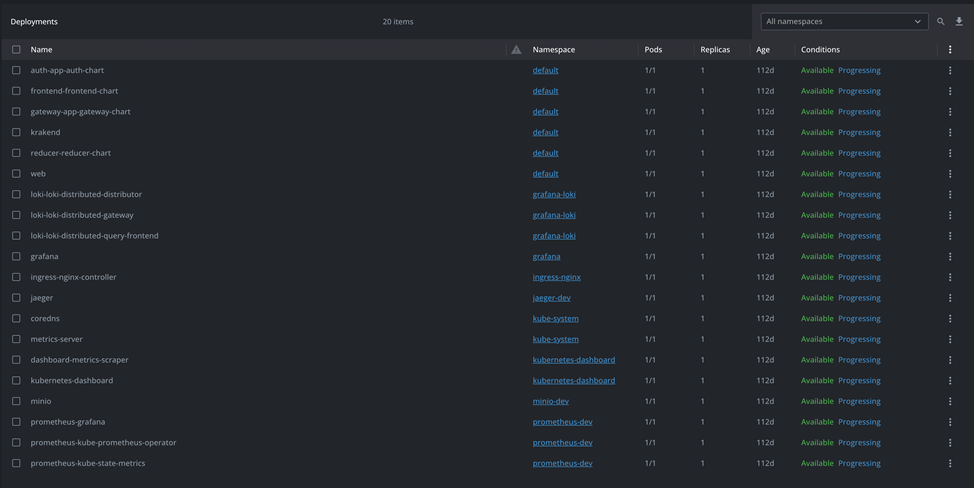 Deployments 20 items All namespaces
Name Namespace Pods Replicas Age Conditions
auth-app-auth-chart default 1/1 1 112d Available Progressing
frontend-frontend-chart default 1/1 1 112d Available Progressing
gateway-app-gateway-chart default 1/1 1 112d Available Progressing
krakend default 1/1 1 112d Available Progressing
reducer-reducer-chart default 1/1 1 112d Available Progressing
web default 1/1 1 112d Available Progressing
loki-loki-distributed-distributor grafana-loki 1/1 1 112d Available Progressing
loki-loki-distributed-gateway grafana-loki 1/1 1 112d Available Progressing
loki-loki-distributed-query-frontend grafana-loki 1/1 1 112d Available Progressing
grafana grafana 1/1 1 112d Available Progressing
ingress-nginx-controller ingress-nginx 1/1 1 112d Available Progressing
jaeger jaeger-dev 1/1 1 112d Available Progressing
coredns kube-system 1/1 1 112d Available Progressing
metrics-server kube-system 1/1 1 112d Available Progressing
dashboard-metrics-scraper kubernetes-dashboard 1/1 1 112d Available Progressing
kubernetes-dashboard kubernetes-dashboard 1/1 1 112d Available Progressing
minio minio-dev 1/1 1 112d Available Progressing
prometheus-grafana prometheus-dev 1/1 1 112d Available Progressing
prometheus-kube-prometheus-operator prometheus-dev 1/1 1 112d Available Progressing
prometheus-kube-state-metrics prometheus-dev 1/1 1 112d Available Progressing